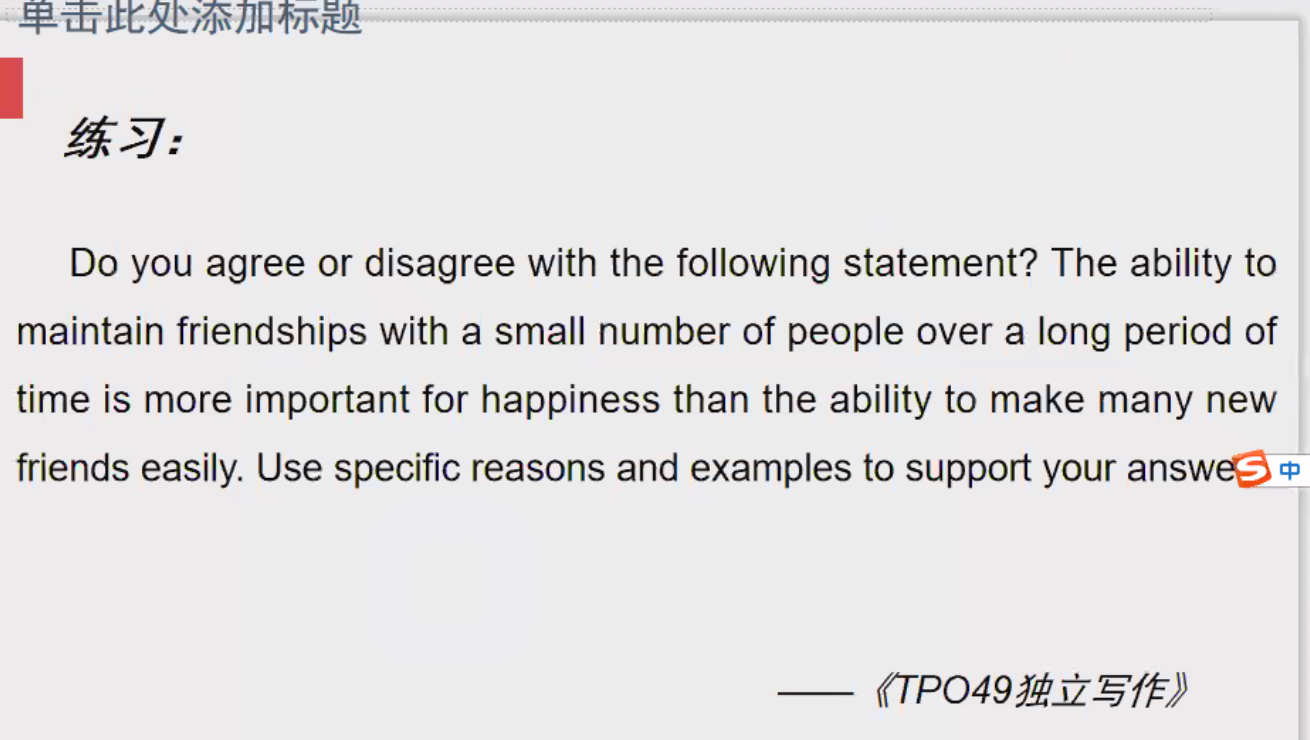 单击此处添加标题
练习：
Do you agree or disagree with the following statement? The ability to
maintain friendships with a small number of people over a long period of
time is more important for happiness than the ability to make many new
friends easily. Use specific reasons and examples to support your answe
S 中
——《TPO49独立写作》